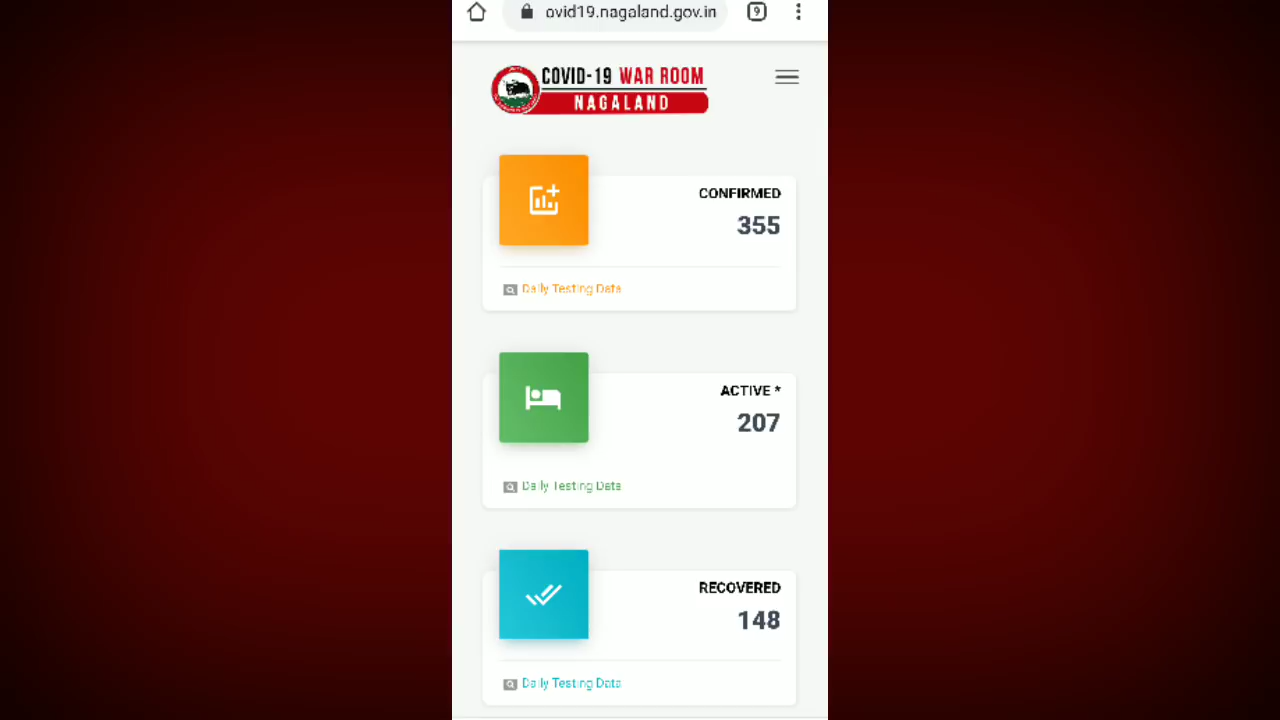 ovid19.nagaland.gov.in
9
COVID-19 WAR ROOM
NAGALAND
CONFIRMED
355
Daily Testing Data
ACTIVE *
207
Daily Testing Data
RECOVERED
148
Daily Testing Data